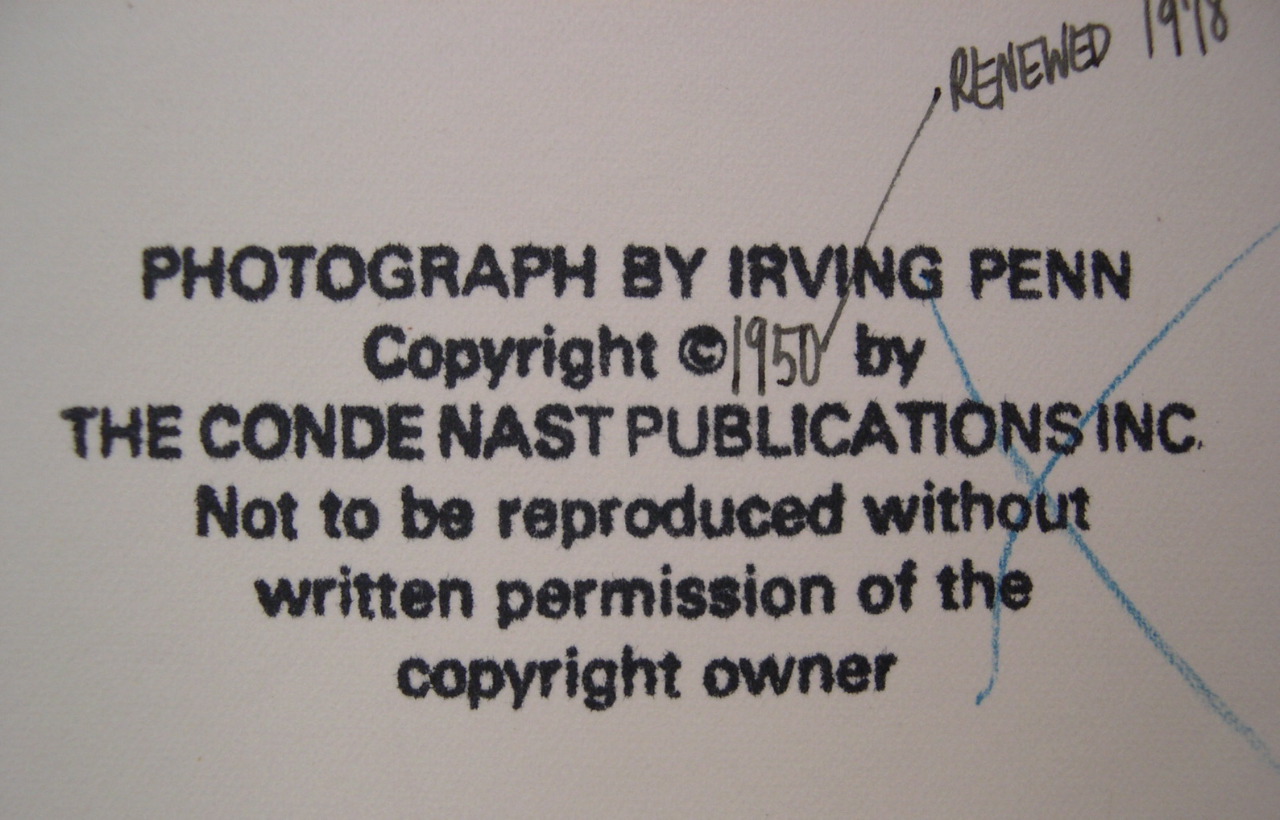 RENEWED 1978
PHOTOGRAPH BY IRVING PENN
Copyright ©1950 by
THE CONDE NAST PUBLICATIONS INC.
Not to be reproduced without
written permission of the
copyright owner